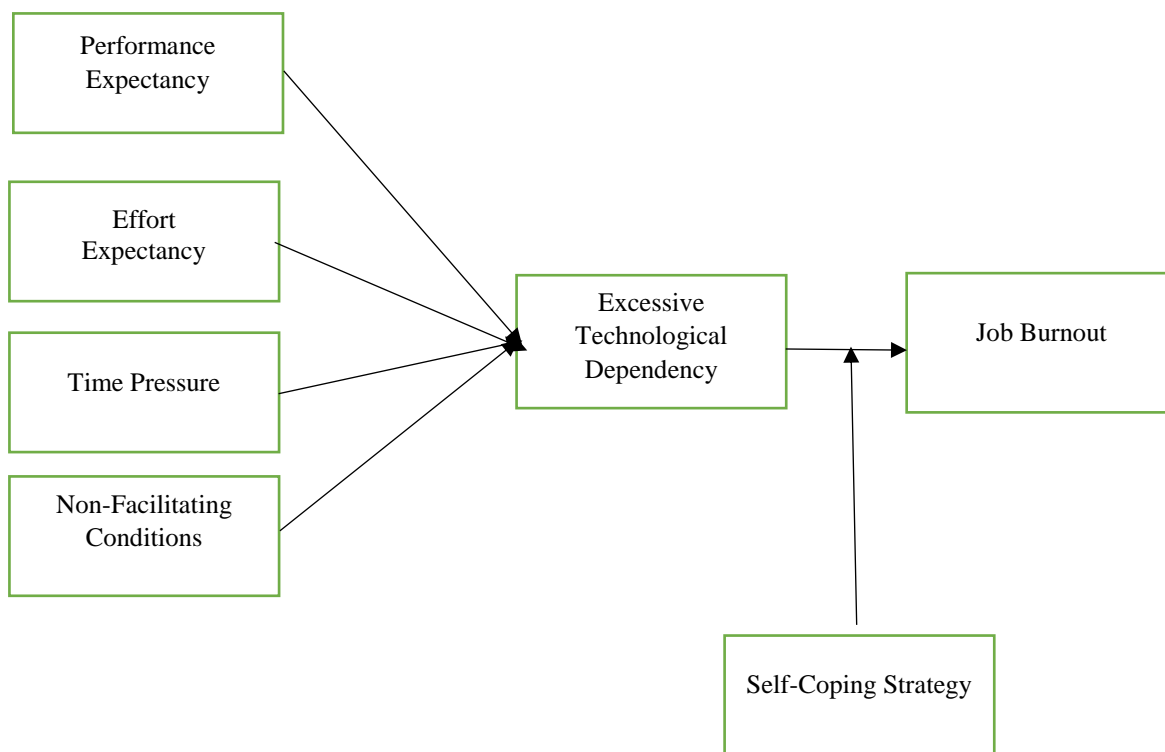 Performance
Expectancy
Effort
Expectancy
Time Pressure
Non-Facilitating
Conditions
Excessive
Technological
Dependency
Job Burnout
Self-Coping Strategy